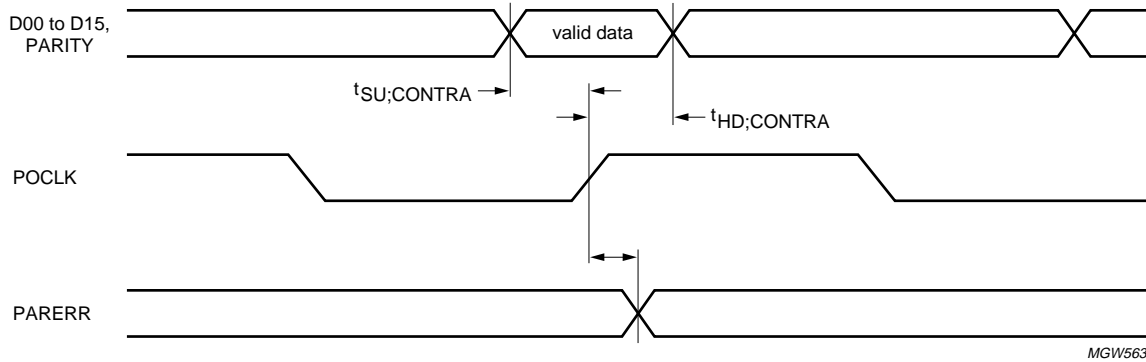 D00 to D15,
PARITY
valid data
tSU;CONTRA
tHD;CONTRA
POCLK
PARERR
MGW563